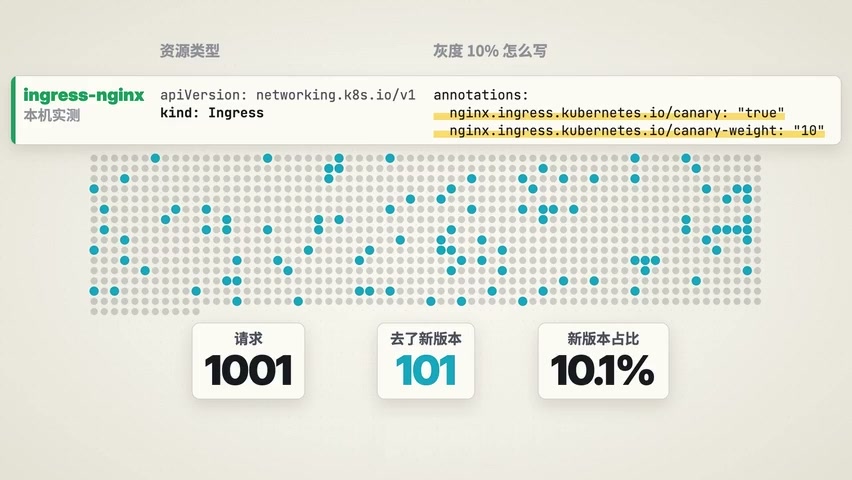 资源类型
灰度 10% 怎么写
ingress-nginx
本机实测
apiVersion: networking.k8s.io/v1
kind: Ingress
annotations:
nginx.ingress.kubernetes.io/canary: "true"
nginx.ingress.kubernetes.io/canary-weight: "10"
请求
1001
去了新版本
101
新版本占比
10.1%